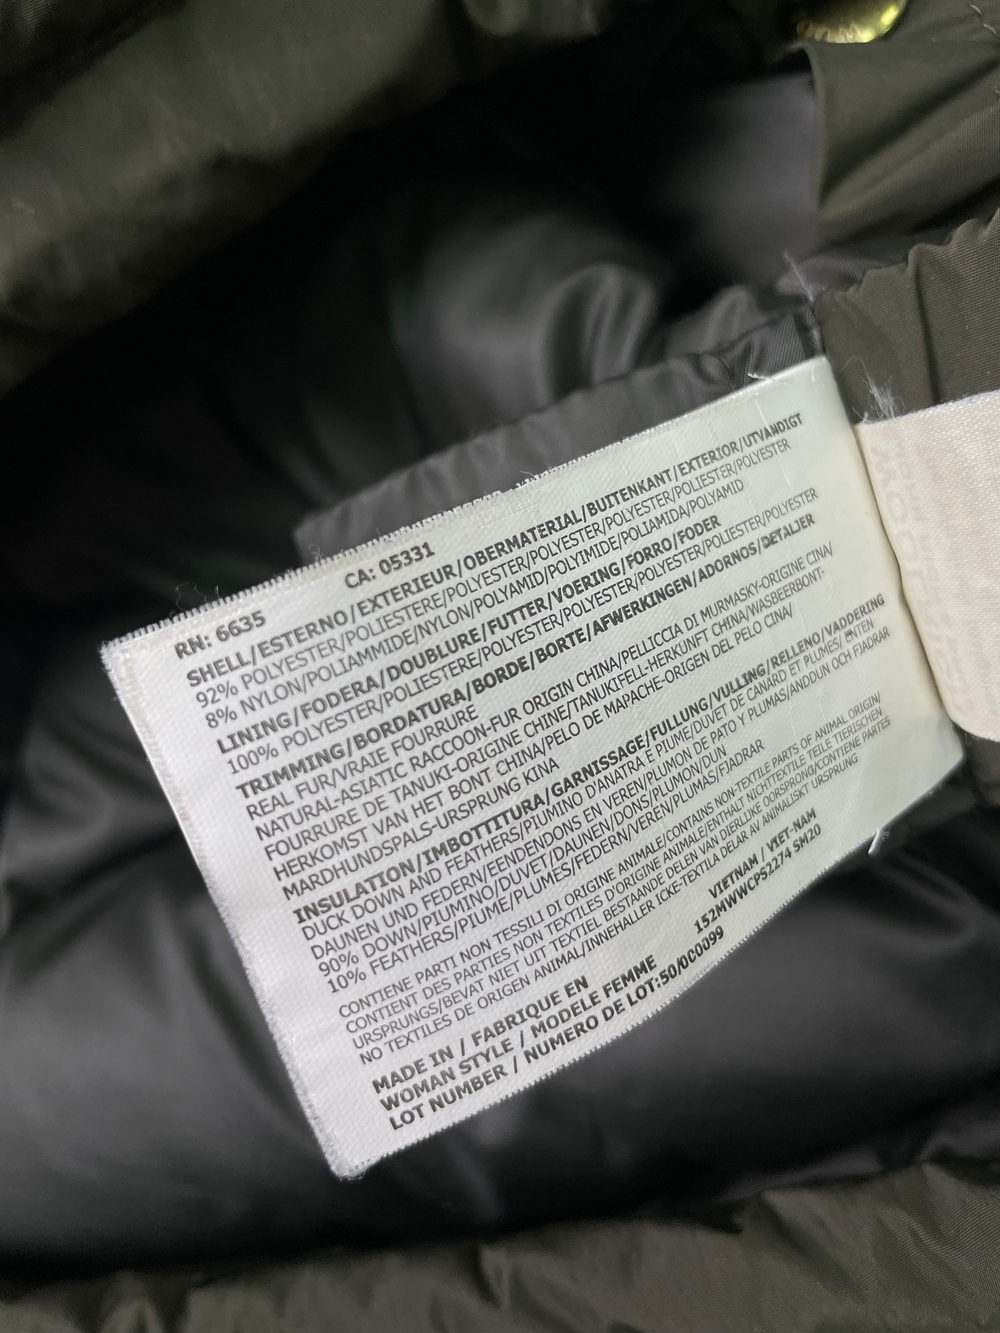 RN: 6635 CA: 05331
SHELL/ESTERNO/EXTERIEUR/OBERMATERIAL/BUITENKANT/EXTERIOR/UTVANDIGT
92% POLYESTER/POLIESTERE/POLYESTER/POLYESTER/POLYESTER/POLIESTER/POLYESTER
8% NYLON/POLIAMMIDE/NYLON/POLYAMID/POLYIMIDE/POLIAMIDA/POLYAMID
LINING/FODERA/DOUBLURE/FUTTER/VOERING/FORRO/FODER
100% POLYESTER/POLIESTERE/POLYESTER/POLYESTER/POLYESTER/POLIESTER/POLYESTER
TRIMMING/BORDATURA/BORDE/BORTE/AFWERKINGEN/ADORNOS/DETALJER
REAL FUR/VRAIE FOURRURE
NATURAL-ASIATIC RACCOON-FUR ORIGIN CHINA/PELLICCIA DI MURMASKY-ORIGINE CINA/
FOURRURE DE TANUKI-ORIGINE CHINE/TANUKIFELL-HERKUNFT CHINA/WASBEERBONT-
HERKOMST VAN HET BONT CHINA/PELO DE MAPACHE-ORIGEN DEL PELO CINA/
MARDHUNDSPALS-URSPRUNG KINA
INSULATION/IMBOTTITURA/GARNISSAGE/FULLUNG/VULLING/RELLENO/VADDERING
DUCK DOWN AND FEATHERS/PIUMINO D'ANATRA E PIUME/DUVET DE CANARD ET PLUMES/ENTEN
DAUNEN UND FEDERN/EENDENDONS EN VEREN/PLUMON DE PATO Y PLUMAS/ANDUN OCH FJADRAR
90% DOWN/PIUMINO/DUVET/DAUNEN/DONS/PLUMON/DUN
10% FEATHERS/PIUME/PLUMES/FEDERN/VEREN/PLUMAS/FJADRAR
CONTIENE PARTI NON TESSILI DI ORIGINE ANIMALE/CONTAINS NON-TEXTILE PARTS OF ANIMAL ORIGIN/
CONTIENT DES PARTIES NON TEXTILES D'ORIGINE ANIMALE/ENTHALT NICHTTEXTILE TEILE TIERISCHEN
URSPRUNGS/BEVAT NIET UIT TEXTIEL BESTAANDE DELEN VAN DIERLIJKE OORSPRONG/CONTIENE PARTES
NO TEXTILES DE ORIGEN ANIMAL/INNEHALLER ICKE-TEXTILA DELAR AV ANIMALISKT URSPRUNG
MADE IN / FABRIQUE EN VIETNAM / VIET-NAM
WOMAN STYLE / MODELE FEMME 152MWWCPS2274 SM20
LOT NUMBER / NUMERO DE LOT:50/000099